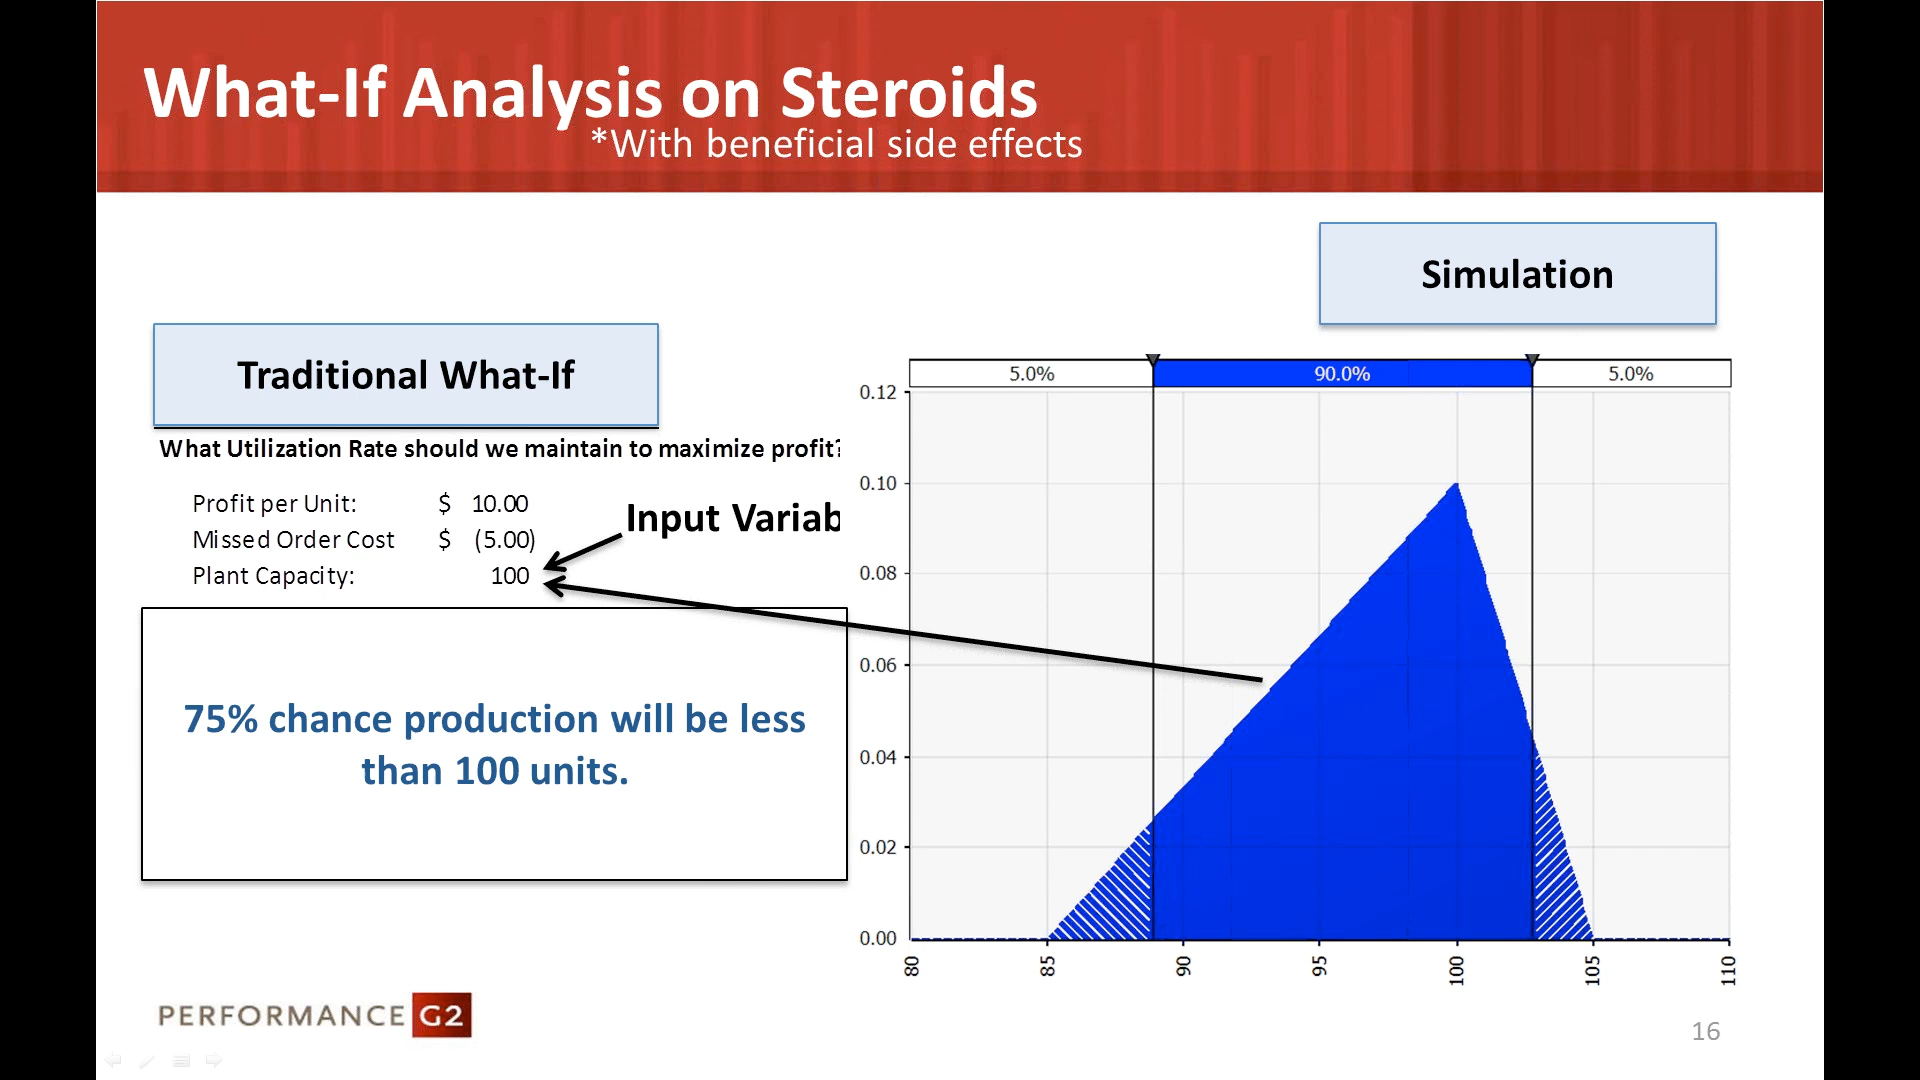 What-If Analysis on Steroids
*With beneficial side effects
Simulation
Traditional What-If
What Utilization Rate should we maintain to maximize profit?
Profit per Unit: $ 10.00
Missed Order Cost $ (5.00)
Plant Capacity: 100
Input Variab
75% chance production will be less
than 100 units.
5.0% 90.0% 5.0%
0.12
0.10
0.08
0.06
0.04
0.02
0.00
80 85 90 95 100 105 110
PERFORMANCE G2
16